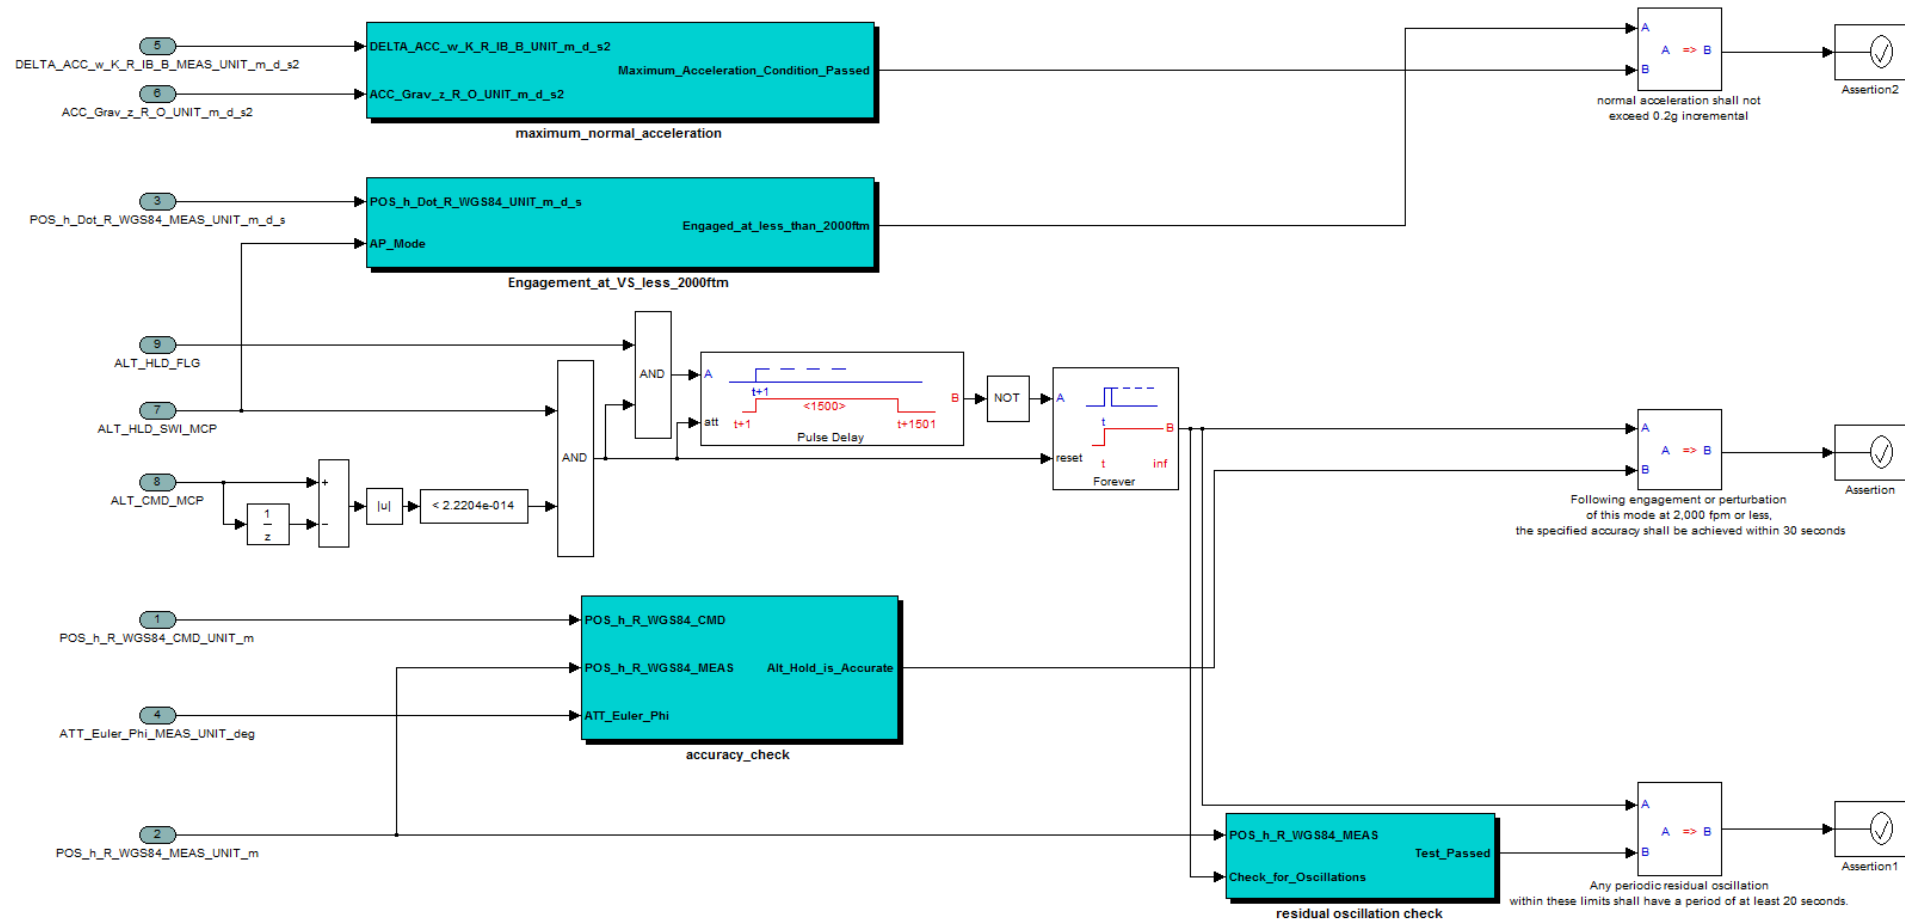 5
DELTA_ACC_w_K_R_IB_B_MEAS_UNIT_m_d_s2
6
ACC_Grav_z_R_O_UNIT_m_d_s2
DELTA_ACC_w_K_R_IB_B_UNIT_m_d_s2
Maximum_Acceleration_Condition_Passed
ACC_Grav_z_R_O_UNIT_m_d_s2
maximum_normal_acceleration
A
A => B
B
normal acceleration shall not
exceed 0.2g incremental
Assertion2
3
POS_h_Dot_R_WGS84_MEAS_UNIT_m_d_s
POS_h_Dot_R_WGS84_UNIT_m_d_s
Engaged_at_less_than_2000ftm
AP_Mode
Engagement_at_VS_less_2000ftm
9
ALT_HLD_FLG
7
ALT_HLD_SWI_MCP
8
ALT_CMD_MCP
1
z
+
−
|u|
< 2.2204e-014
AND
AND
A
t+1
<1500>
B
att
t+1
t+1501
Pulse Delay
NOT
A
t
B
reset
t
inf
Forever
A
A => B
B
Following engagement or perturbation
of this mode at 2,000 fpm or less,
the specified accuracy shall be achieved within 30 seconds
Assertion
1
POS_h_R_WGS84_CMD_UNIT_m
4
ATT_Euler_Phi_MEAS_UNIT_deg
POS_h_R_WGS84_CMD
POS_h_R_WGS84_MEAS
Alt_Hold_is_Accurate
ATT_Euler_Phi
accuracy_check
2
POS_h_R_WGS84_MEAS_UNIT_m
POS_h_R_WGS84_MEAS
Test_Passed
Check_for_Oscillations
residual oscillation check
A
A => B
B
Any periodic residual oscillation
within these limits shall have a period of at least 20 seconds.
Assertion1